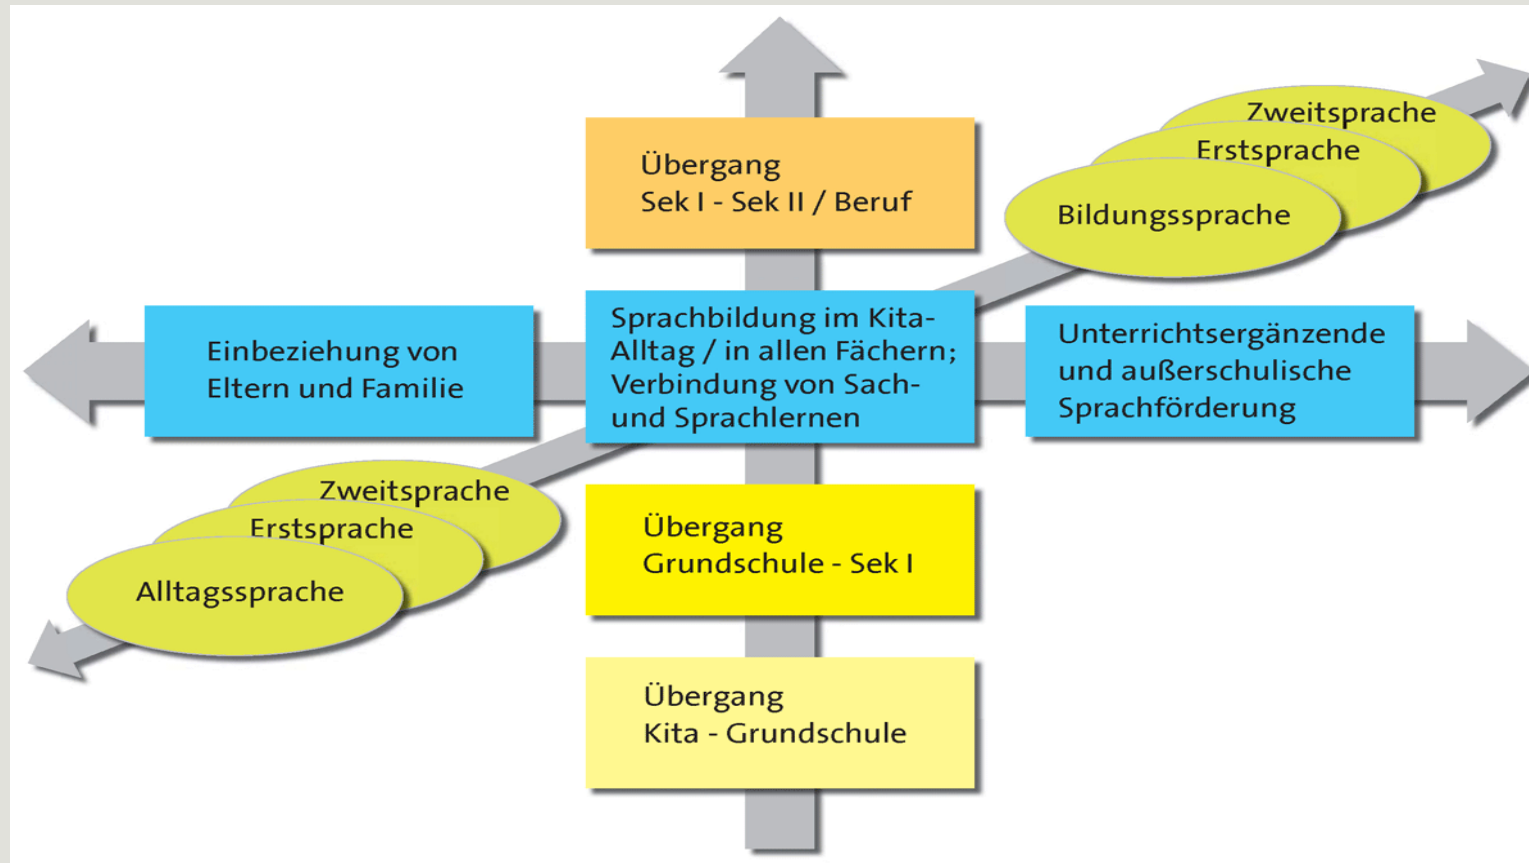 Übergang
Sek I - Sek II / Beruf
Zweitsprache
Erstsprache
Bildungssprache
Einbeziehung von
Eltern und Familie
Sprachbildung im Kita-
Alltag / in allen Fächern;
Verbindung von Sach-
und Sprachlernen
Unterrichtsergänzende
und außerschulische
Sprachförderung
Zweitsprache
Erstsprache
Alltagssprache
Übergang
Grundschule - Sek I
Übergang
Kita - Grundschule